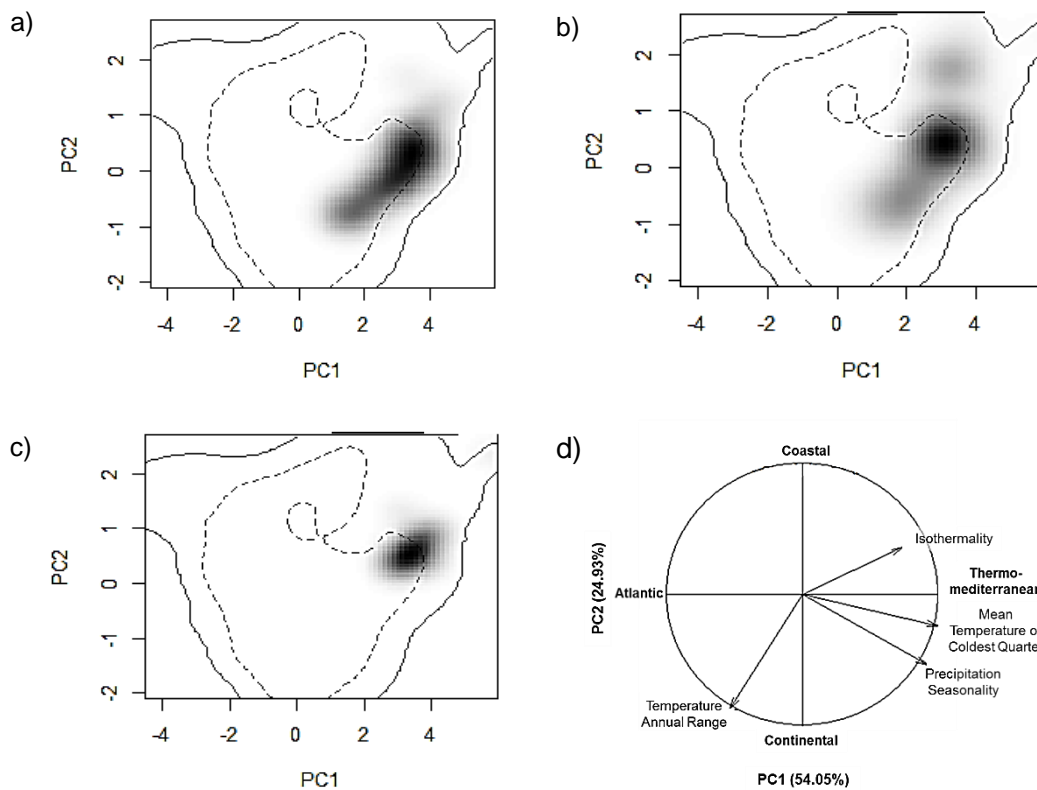 a)
2
1
0
-1
-2
PC2
-4
-2
0
2
4
PC1
b)
2
1
0
-1
-2
PC2
-4
-2
0
2
4
PC1
c)
2
1
0
-1
-2
PC2
-4
-2
0
2
4
PC1
d)
Coastal
Isothermality
Atlantic
Thermo-
mediterranean
Mean
Temperature o
Coldest Quarte
Precipitation
Seasonality
Temperature
Annual Range
Continental
PC2 (24.93%)
PC1 (54.05%)